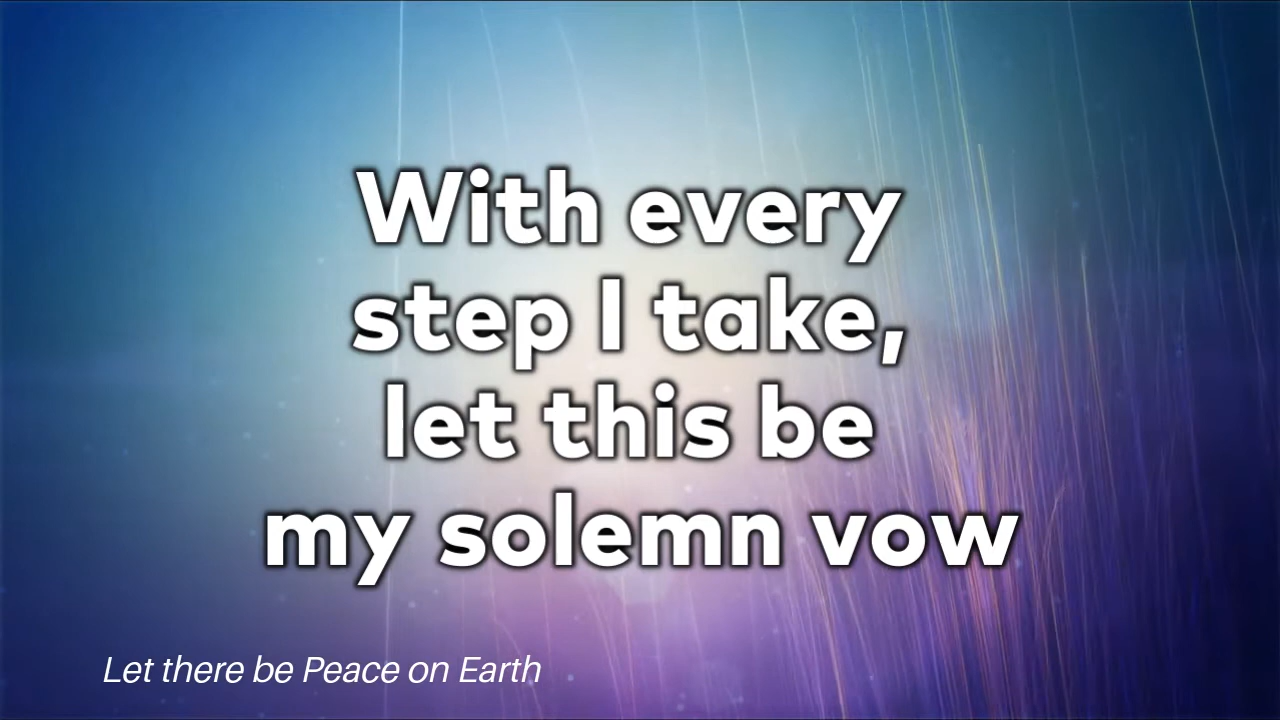 With every
step I take,
let this be
my solemn vow
Let there be Peace on Earth